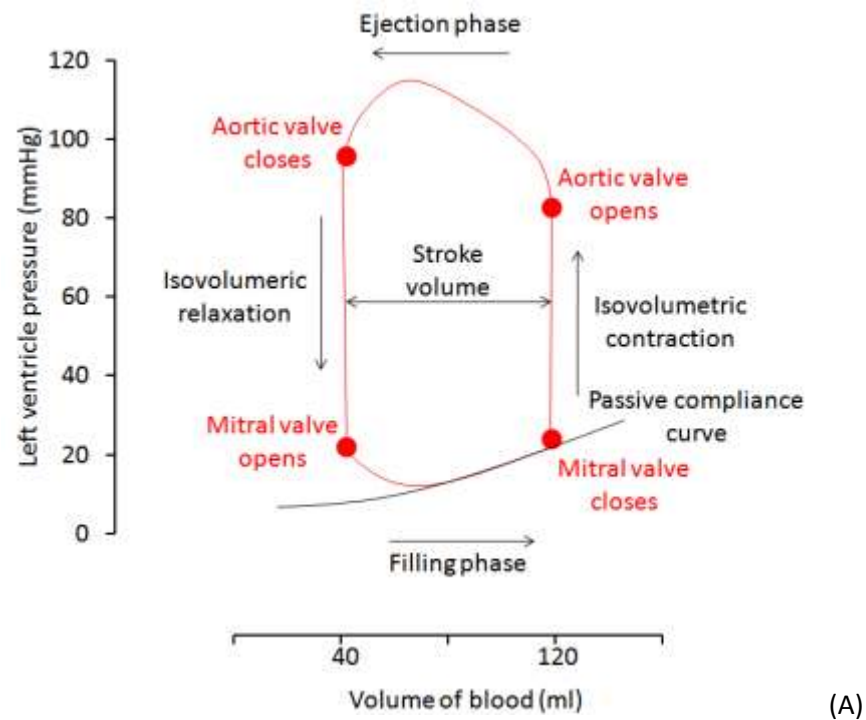 Ejection phase
120
100
80
60
40
20
0
Left ventricle pressure (mmHg)
Aortic valve
closes
Aortic valve
opens
Stroke
volume
Isovolumeric
relaxation
Isovolumetric
contraction
Passive compliance
curve
Mitral valve
opens
Mitral valve
closes
Filling phase
40
120
Volume of blood (ml)
(A)